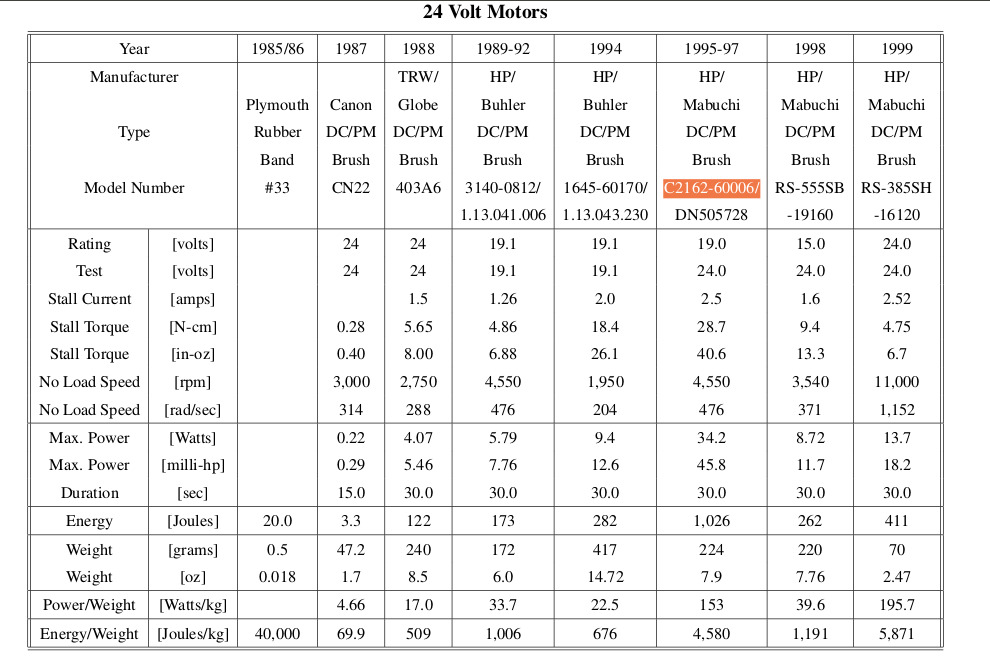 24 Volt Motors
Year 1985/86 1987 1988 1989-92 1994 1995-97 1998 1999
Manufacturer TRW/ HP/ HP/ HP/ HP/ HP/
Plymouth Canon Globe Buhler Buhler Mabuchi Mabuchi Mabuchi
Type Rubber DC/PM DC/PM DC/PM DC/PM DC/PM DC/PM DC/PM
Band Brush Brush Brush Brush Brush Brush Brush
Model Number #33 CN22 403A6 3140-0812/ 1645-60170/ C2162-60006/ RS-555SB RS-385SH
1.13.041.006 1.13.043.230 DN505728 -19160 -16120
Rating [volts] 24 24 19.1 19.1 19.0 15.0 24.0
Test [volts] 24 24 19.1 19.1 24.0 24.0 24.0
Stall Current [amps] 1.5 1.26 2.0 2.5 1.6 2.52
Stall Torque [N-cm] 0.28 5.65 4.86 18.4 28.7 9.4 4.75
Stall Torque [in-oz] 0.40 8.00 6.88 26.1 40.6 13.3 6.7
No Load Speed [rpm] 3,000 2,750 4,550 1,950 4,550 3,540 11,000
No Load Speed [rad/sec] 314 288 476 204 476 371 1,152
Max. Power [Watts] 0.22 4.07 5.79 9.4 34.2 8.72 13.7
Max. Power [milli-hp] 0.29 5.46 7.76 12.6 45.8 11.7 18.2
Duration [sec] 15.0 30.0 30.0 30.0 30.0 30.0 30.0
Energy [Joules] 20.0 3.3 122 173 282 1,026 262 411
Weight [grams] 0.5 47.2 240 172 417 224 220 70
Weight [oz] 0.018 1.7 8.5 6.0 14.72 7.9 7.76 2.47
Power/Weight [Watts/kg] 4.66 17.0 33.7 22.5 153 39.6 195.7
Energy/Weight [Joules/kg] 40,000 69.9 509 1,006 676 4,580 1,191 5,871